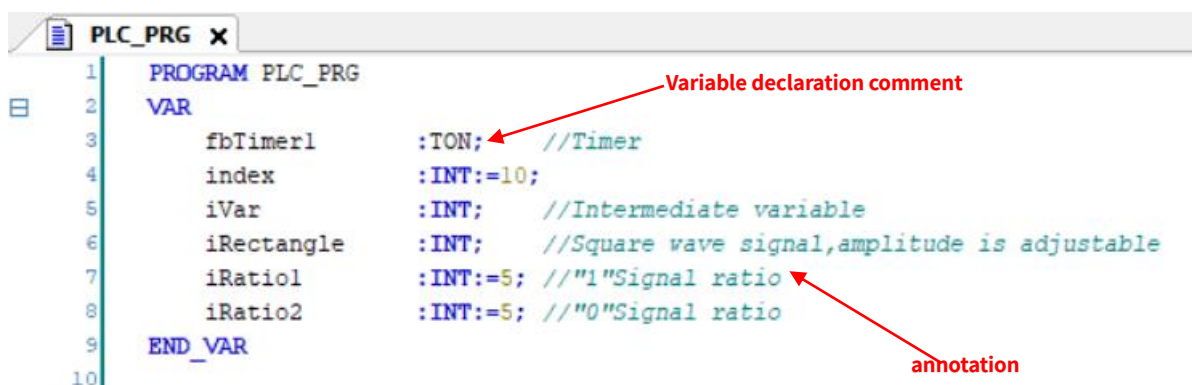 PLC_PRG X
1 PROGRAM PLC_PRG
Variable declaration comment
2 VAR
3 fbTimer1 :TON; //Timer
4 index :INT:=10;
5 iVar :INT; //Intermediate variable
6 iRectangle :INT; //Square wave signal,amplitude is adjustable
7 iRatio1 :INT:=5; //"1"Signal ratio
8 iRatio2 :INT:=5; //"0"Signal ratio
9 END_VAR
annotation
10